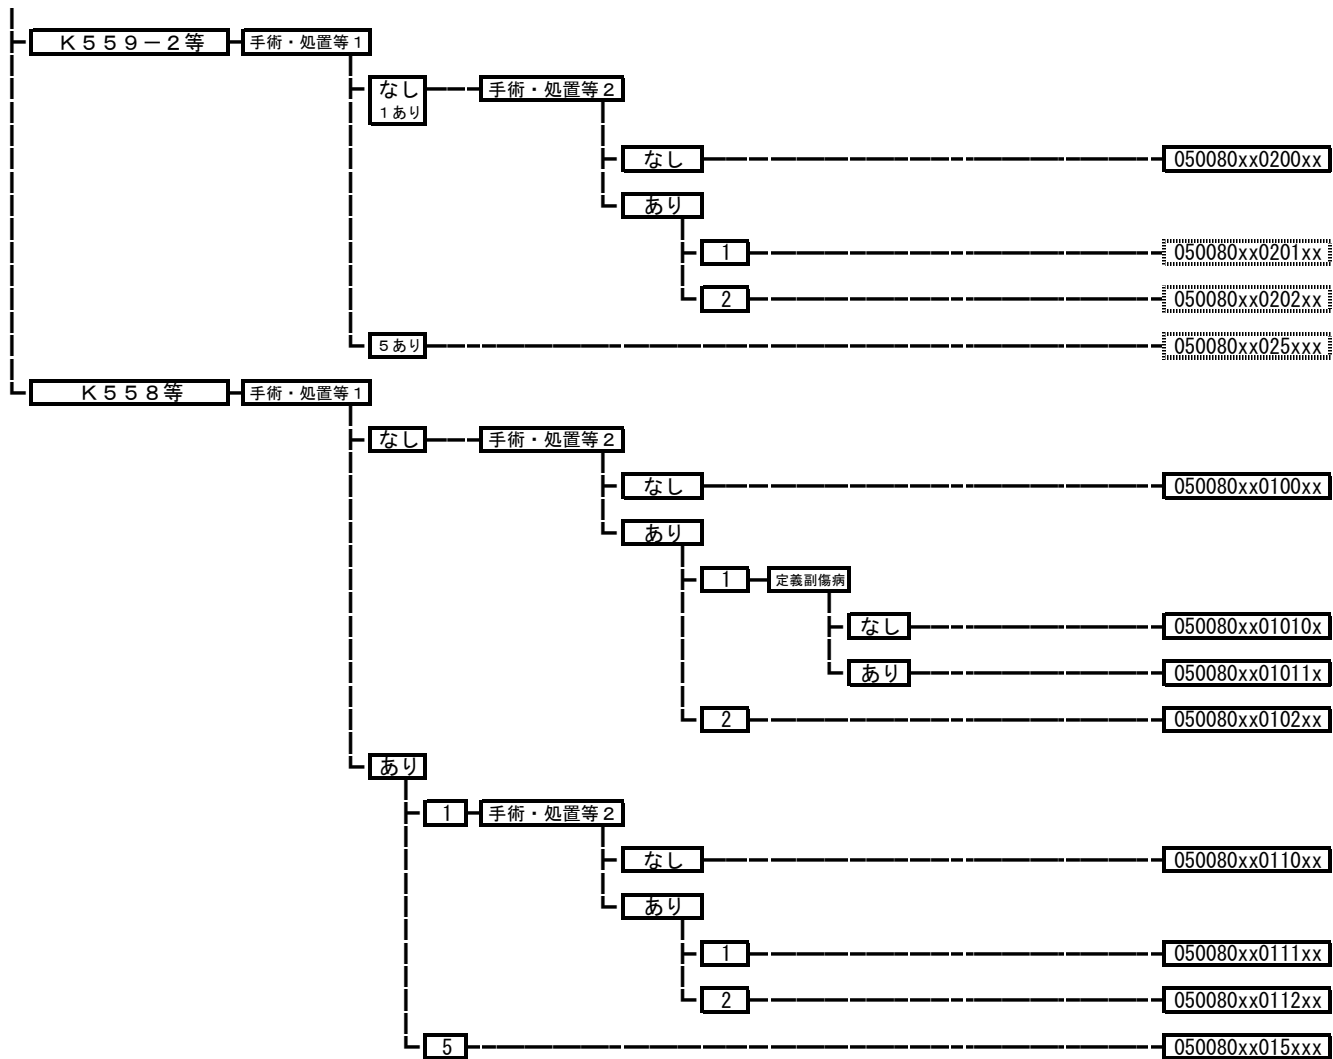 Ｋ５５９－２等 手術・処置等１
なし 手術・処置等２
１あり
なし 050080xx0200xx
あり
1 050080xx0201xx
2 050080xx0202xx
５あり 050080xx025xxx
Ｋ５５８等 手術・処置等１
なし 手術・処置等２
なし 050080xx0100xx
あり
1 定義副傷病
なし 050080xx01010x
あり 050080xx01011x
2 050080xx0102xx
あり
1 手術・処置等２
なし 050080xx0110xx
あり
1 050080xx0111xx
2 050080xx0112xx
5 050080xx015xxx